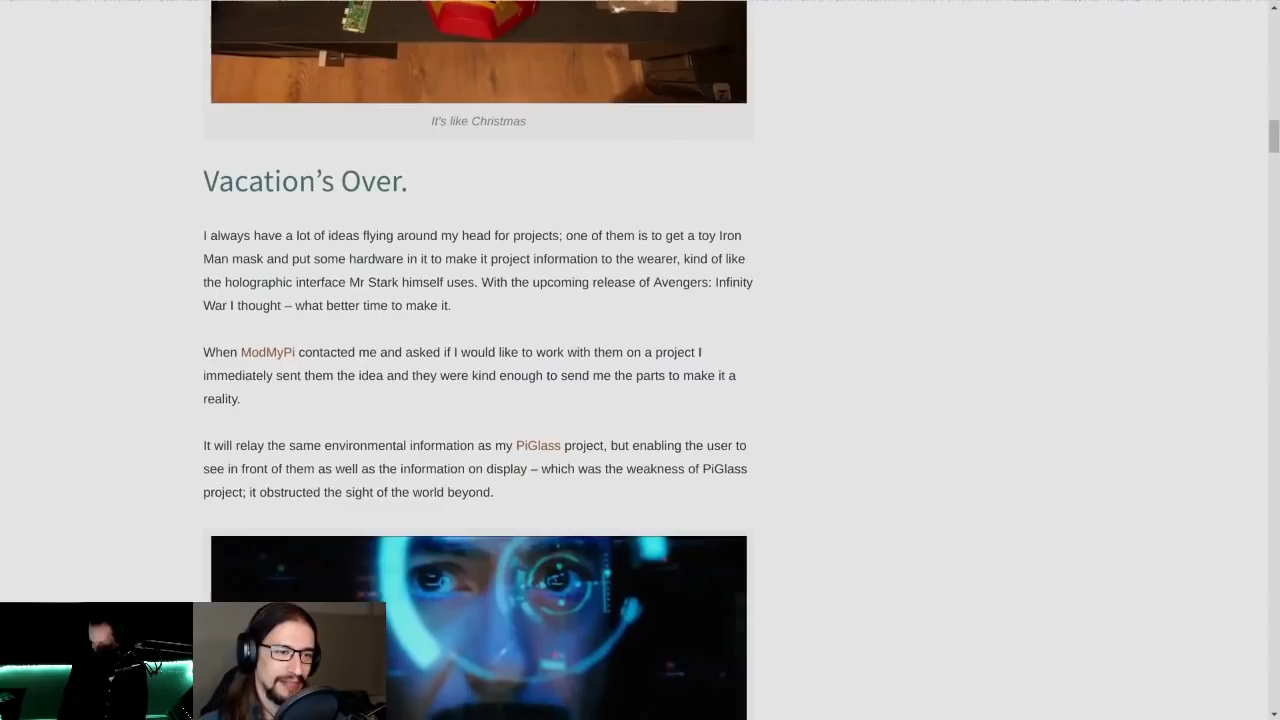 It's like Christmas
Vacation’s Over.
I always have a lot of ideas flying around my head for projects; one of them is to get a toy Iron
Man mask and put some hardware in it to make it project information to the wearer, kind of like
the holographic interface Mr Stark himself uses. With the upcoming release of Avengers: Infinity
War I thought – what better time to make it.
When ModMyPi contacted me and asked if I would like to work with them on a project I
immediately sent them the idea and they were kind enough to send me the parts to make it a
reality.
It will relay the same environmental information as my PiGlass project, but enabling the user to
see in front of them as well as the information on display – which was the weakness of PiGlass
project; it obstructed the sight of the world beyond.